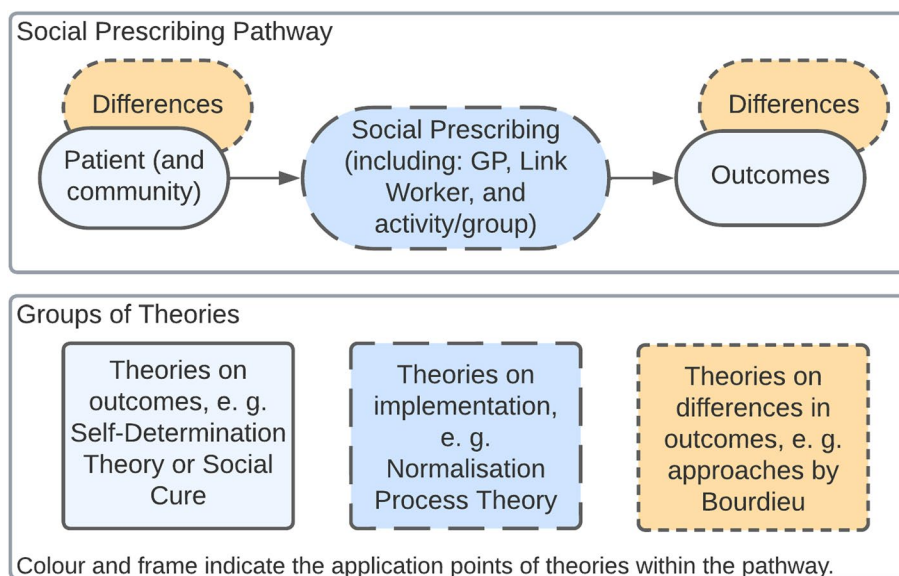 Social Prescribing Pathway
Differences
Patient (and
community)
Social Prescribing
(including: GP, Link
Worker, and
activity/group)
Differences
Outcomes
Groups of Theories
Theories on
outcomes, e. g.
Self-Determination
Theory or Social
Cure
Theories on
implementation,
e. g.
Normalisation
Process Theory
Theories on
differences in
outcomes, e. g.
approaches by
Bourdieu
Colour and frame indicate the application points of theories within the pathway.